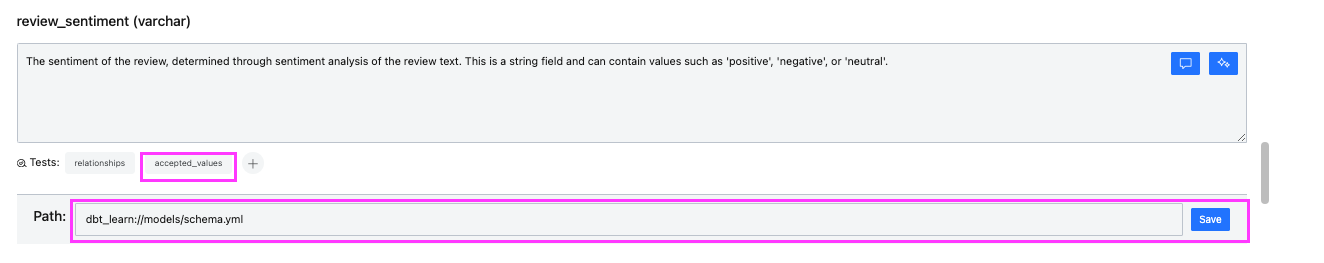 review_sentiment (varchar)
The sentiment of the review, determined through sentiment analysis of the review text. This is a string field and can contain values such as 'positive', 'negative', or 'neutral'.
Tests: relationships accepted_values +
Path: dbt_learn://models/schema.yml Save